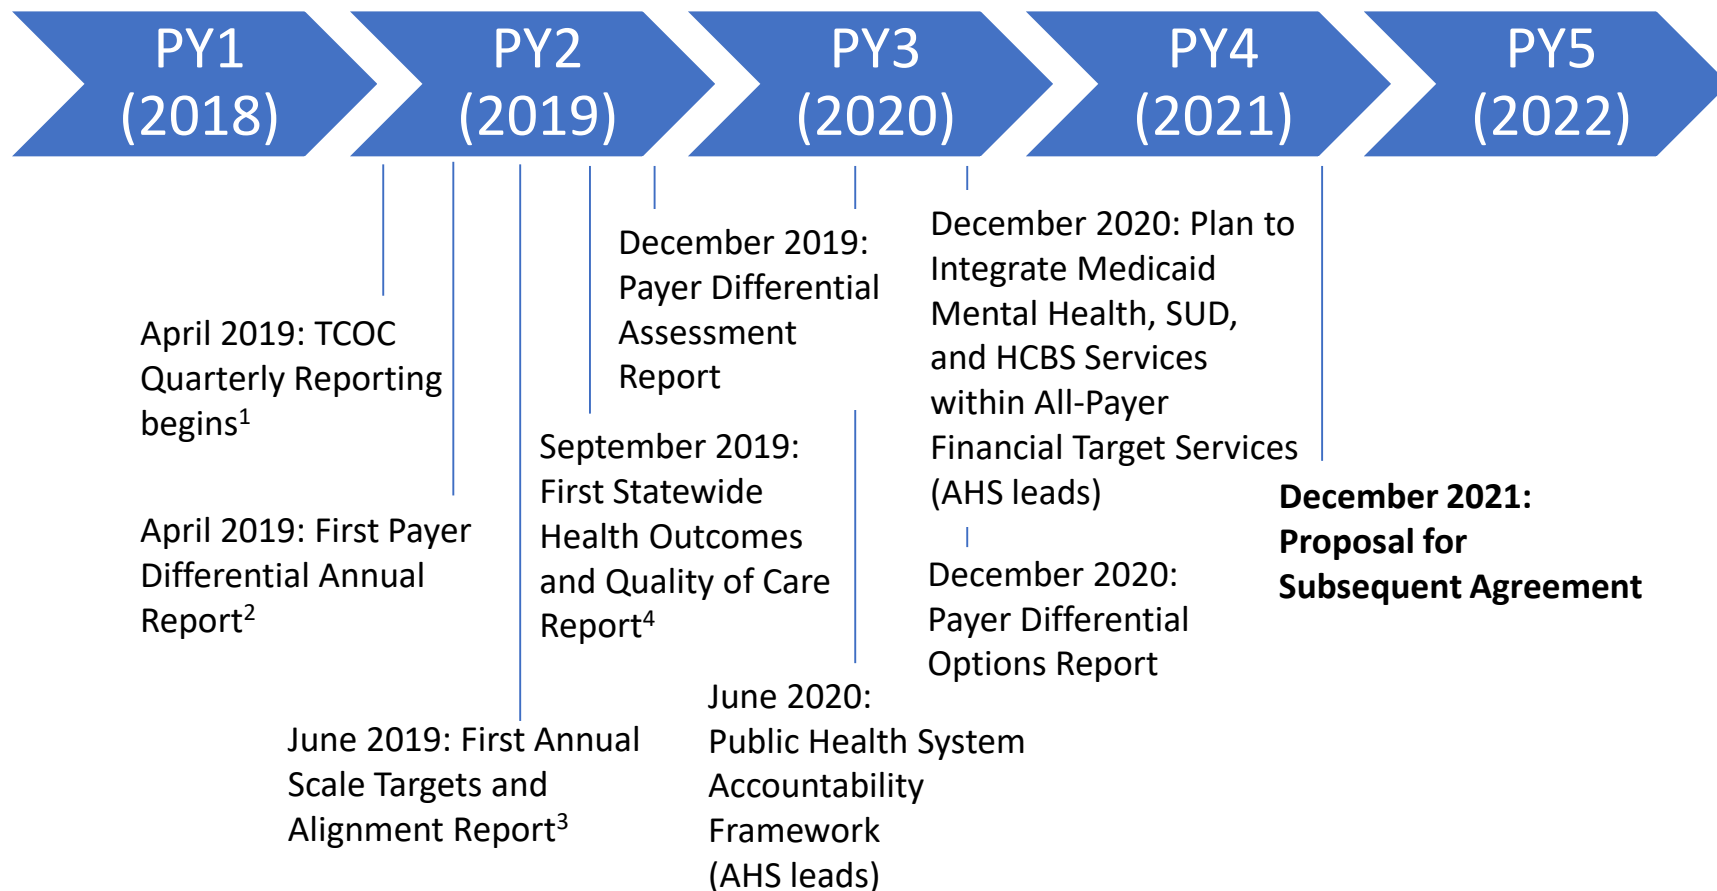 PY1
(2018)
PY2
(2019)
PY3
(2020)
PY4
(2021)
PY5
(2022)
April 2019: TCOC
Quarterly Reporting
begins¹
April 2019: First Payer
Differential Annual
Report²
June 2019: First Annual
Scale Targets and
Alignment Report³
September 2019:
First Statewide
Health Outcomes
and Quality of Care
Report⁴
December 2019:
Payer Differential
Assessment
Report
June 2020:
Public Health System
Accountability
Framework
(AHS leads)
December 2020: Plan to
Integrate Medicaid
Mental Health, SUD,
and HCBS Services
within All-Payer
Financial Target Services
(AHS leads)
December 2020:
Payer Differential
Options Report
December 2021:
Proposal for
Subsequent Agreement